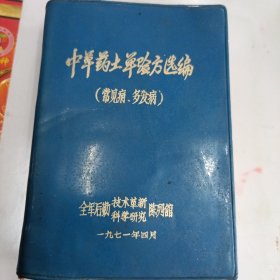 中草药土单验方选编
(常见病、多发病)
全军后勤 技术革新 科学研究 陈列馆
一九七一年四月